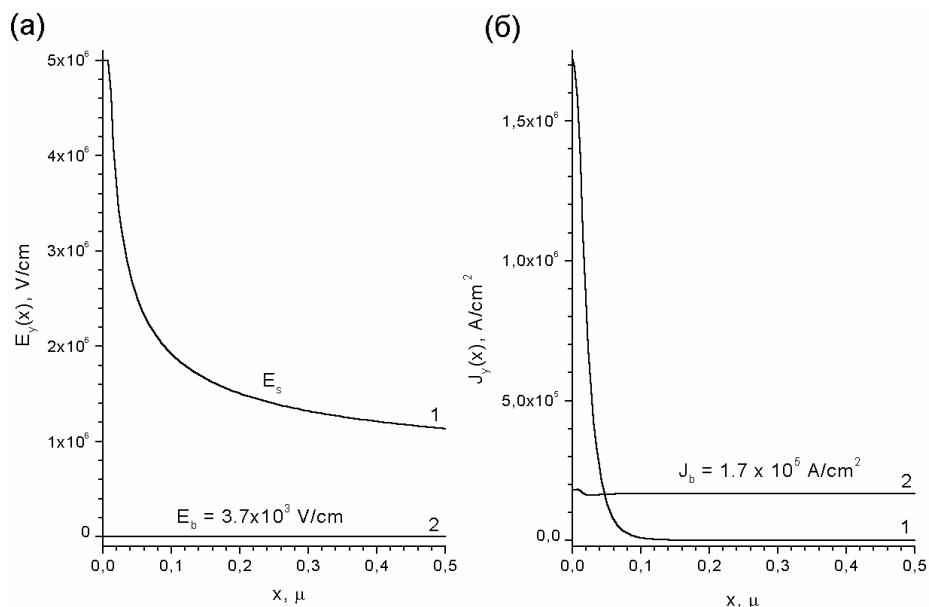 (a)
5x10⁶
4x10⁶
3x10⁶
2x10⁶
1x10⁶
0
E_y(x), V/cm
E_s
1
E_b = 3.7x10³ V/cm
2
0,0 0,1 0,2 0,3 0,4 0,5
x, μ
(б)
1,5x10⁶
1,0x10⁶
5,0x10⁵
0,0
J_y(x), A/cm²
J_b = 1.7 x 10⁵ A/cm²
2
1
0,0 0,1 0,2 0,3 0,4 0,5
x, μ